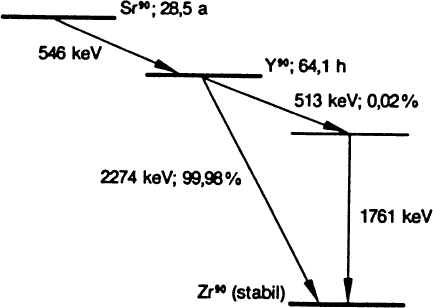 Sr⁹⁰; 28,5 a
546 keV
Y⁹⁰; 64,1 h
513 keV; 0,02%
2274 keV; 99,98%
1761 keV
Zr⁹⁰ (stabil)